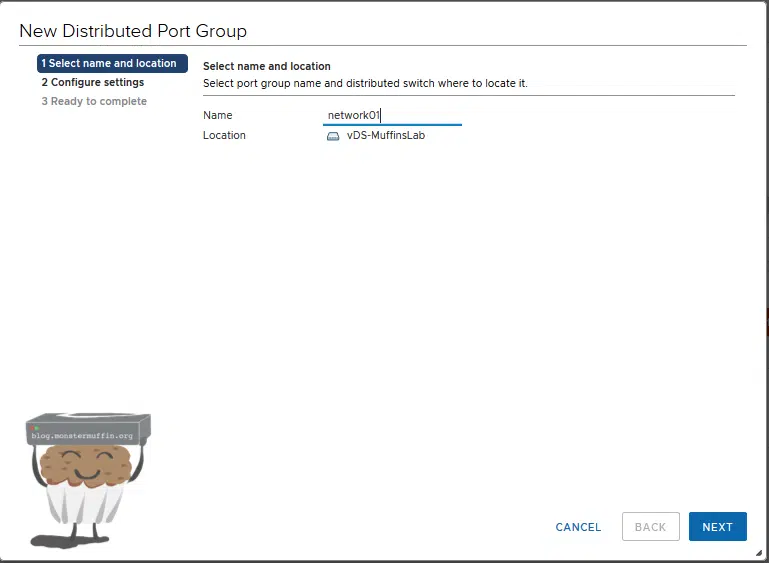 New Distributed Port Group
1 Select name and location
2 Configure settings
3 Ready to complete
Select name and location
Select port group name and distributed switch where to locate it.
Name network01
Location vDS-MuffinsLab
blog.monstermuffin.org
CANCEL BACK NEXT